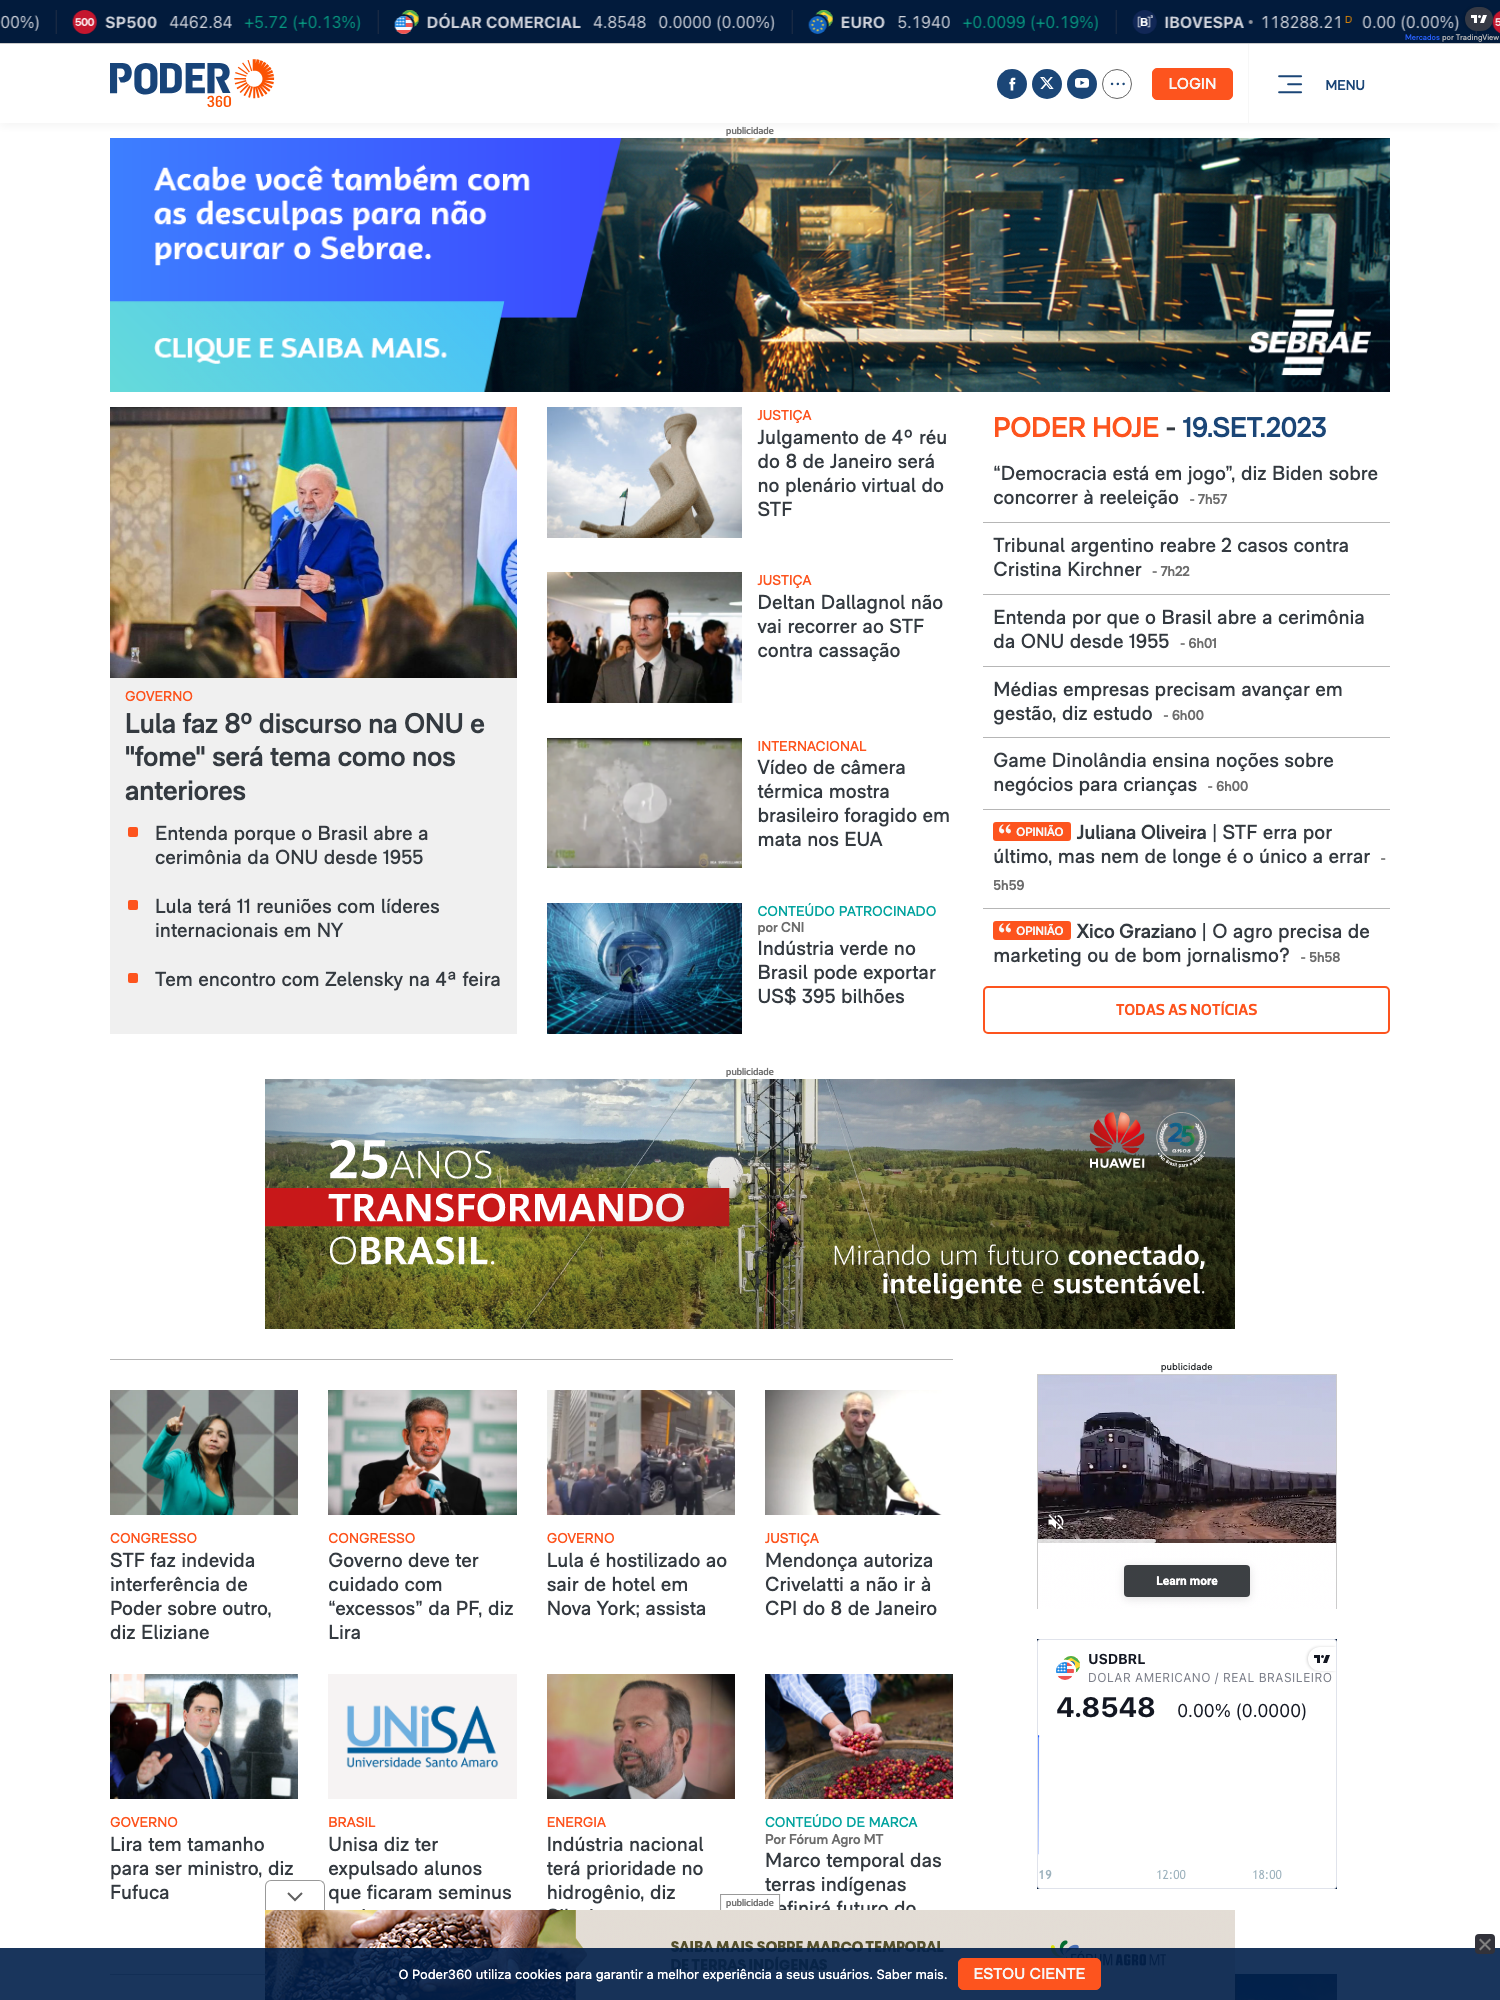 00%)
500 SP500 4462.84 +5.72 (+0.13%)
DÓLAR COMERCIAL 4.8548 0.0000 (0.00%)
EURO 5.1940 +0.0099 (+0.19%)
[B] IBOVESPA • 118288.21 D 0.00 (0.00%)
Mercados por TradingView
PODER
360
LOGIN
MENU
publicidade
Acabe você também com
as desculpas para não
procurar o Sebrae.
CLIQUE E SAIBA MAIS.
CARD
SEBRAE
GOVERNO
Lula faz 8º discurso na ONU e
"fome" será tema como nos
anteriores
Entenda porque o Brasil abre a
cerimônia da ONU desde 1955
Lula terá 11 reuniões com líderes
internacionais em NY
Tem encontro com Zelensky na 4ª feira
JUSTIÇA
Julgamento de 4º réu
do 8 de Janeiro será
no plenário virtual do
STF
JUSTIÇA
Deltan Dallagnol não
vai recorrer ao STF
contra cassação
INTERNACIONAL
Vídeo de câmera
térmica mostra
brasileiro foragido em
mata nos EUA
CONTEÚDO PATROCINADO
por CNI
Indústria verde no
Brasil pode exportar
US$ 395 bilhões
PODER HOJE - 19.SET.2023
“Democracia está em jogo”, diz Biden sobre
concorrer à reeleição - 7h57
Tribunal argentino reabre 2 casos contra
Cristina Kirchner - 7h22
Entenda por que o Brasil abre a cerimônia
da ONU desde 1955 - 6h01
Médias empresas precisam avançar em
gestão, diz estudo - 6h00
Game Dinolândia ensina noções sobre
negócios para crianças - 6h00
“ OPINIÃO Juliana Oliveira | STF erra por
último, mas nem de longe é o único a errar -
5h59
“ OPINIÃO Xico Graziano | O agro precisa de
marketing ou de bom jornalismo? - 5h58
TODAS AS NOTÍCIAS
publicidade
25 ANOS
TRANSFORMANDO
O BRASIL.
HUAWEI
25 anos
Mirando um futuro conectado,
inteligente e sustentável.
publicidade
Learn more
CONGRESSO
STF faz indevida
interferência de
Poder sobre outro,
diz Eliziane
CONGRESSO
Governo deve ter
cuidado com
“excessos” da PF, diz
Lira
GOVERNO
Lula é hostilizado ao
sair de hotel em
Nova York; assista
JUSTIÇA
Mendonça autoriza
Crivelatti a não ir à
CPI do 8 de Janeiro
USDBRL
DOLAR AMERICANO / REAL BRASILEIRO
4.8548 0.00% (0.0000)
19 12:00 18:00
GOVERNO
Lira tem tamanho
para ser ministro, diz
Fufuca
UNiSA
Universidade Santo Amaro
BRASIL
Unisa diz ter
expulsado alunos
que ficaram seminus
ENERGIA
Indústria nacional
terá prioridade no
hidrogênio, diz
CONTEÚDO DE MARCA
Por Fórum Agro MT
Marco temporal das
terras indígenas
definirá futuro do
publicidade
SAIBA MAIS SOBRE MARCO TEMPORAL
DE TERRAS INDÍGENAS
FÓRUM AGRO MT
O Poder360 utiliza cookies para garantir a melhor experiência a seus usuários. Saber mais.
ESTOU CIENTE